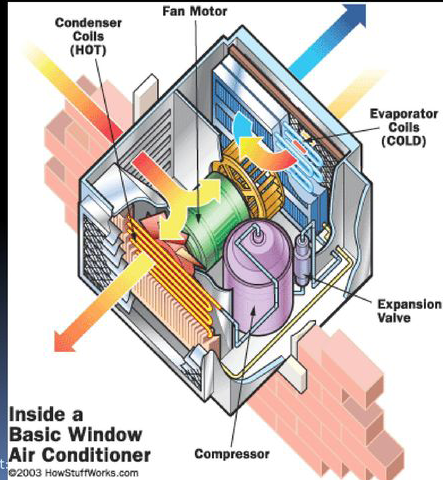 Condenser
Coils
(HOT)
Fan Motor
Evaporator
Coils
(COLD)
Expansion
Valve
Compressor
Inside a
Basic Window
Air Conditioner
©2003 HowStuffWorks.com